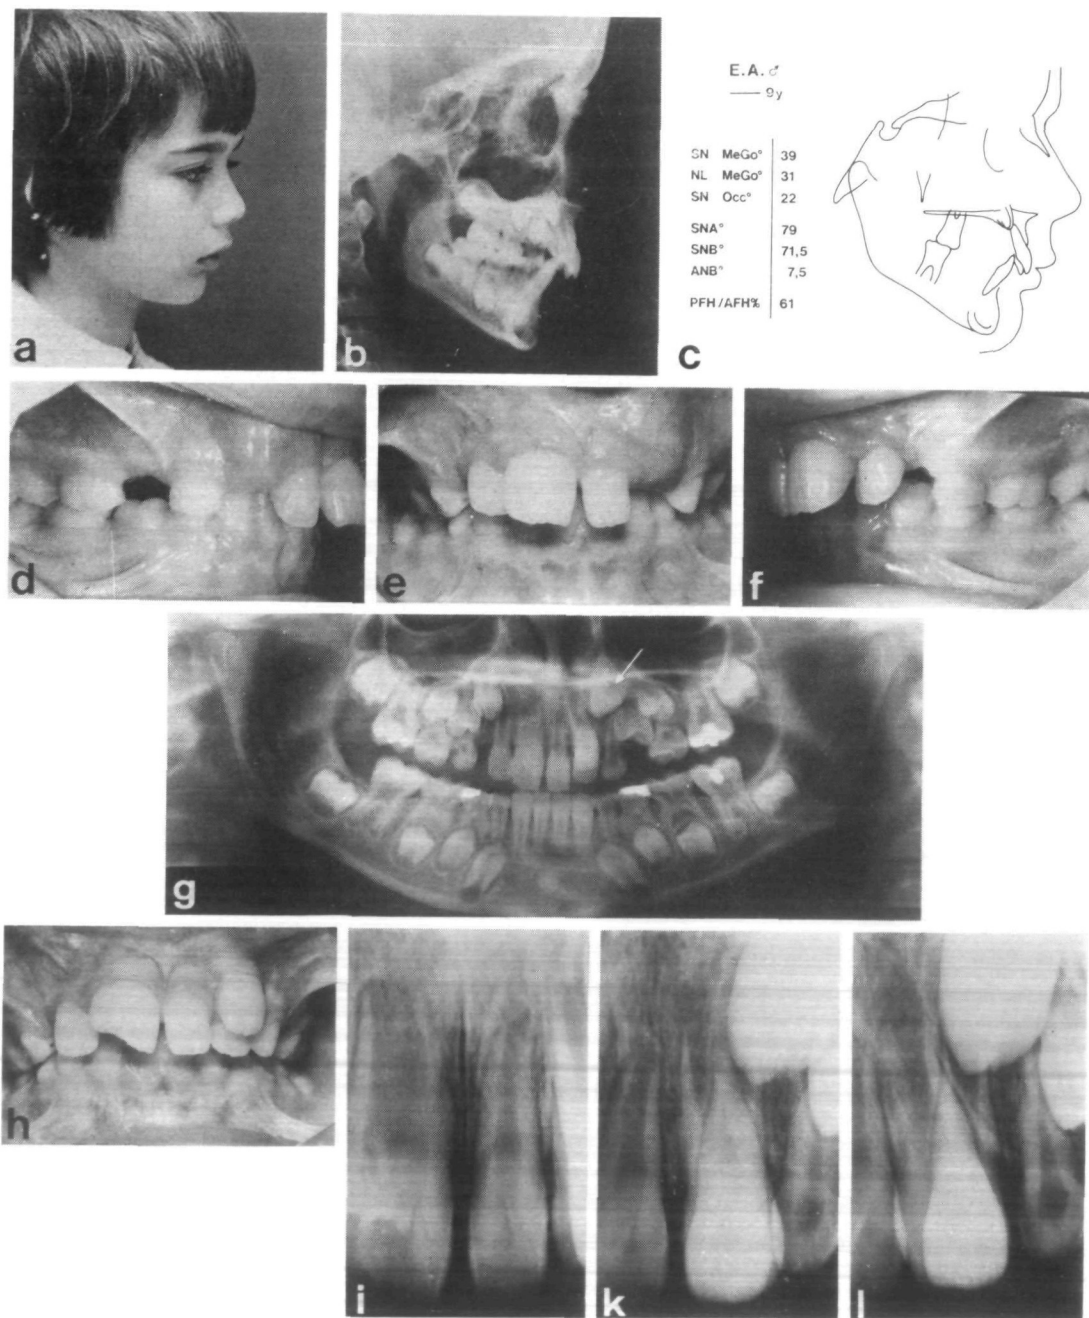 E.A. ♂
9y
SN MeGo° 39
NL MeGo° 31
SN Occ° 22
SNA° 79
SNB° 71,5
ANB° 7,5
PFH/AFH% 61
a
b
c
d
e
f
g
h
i
k
l